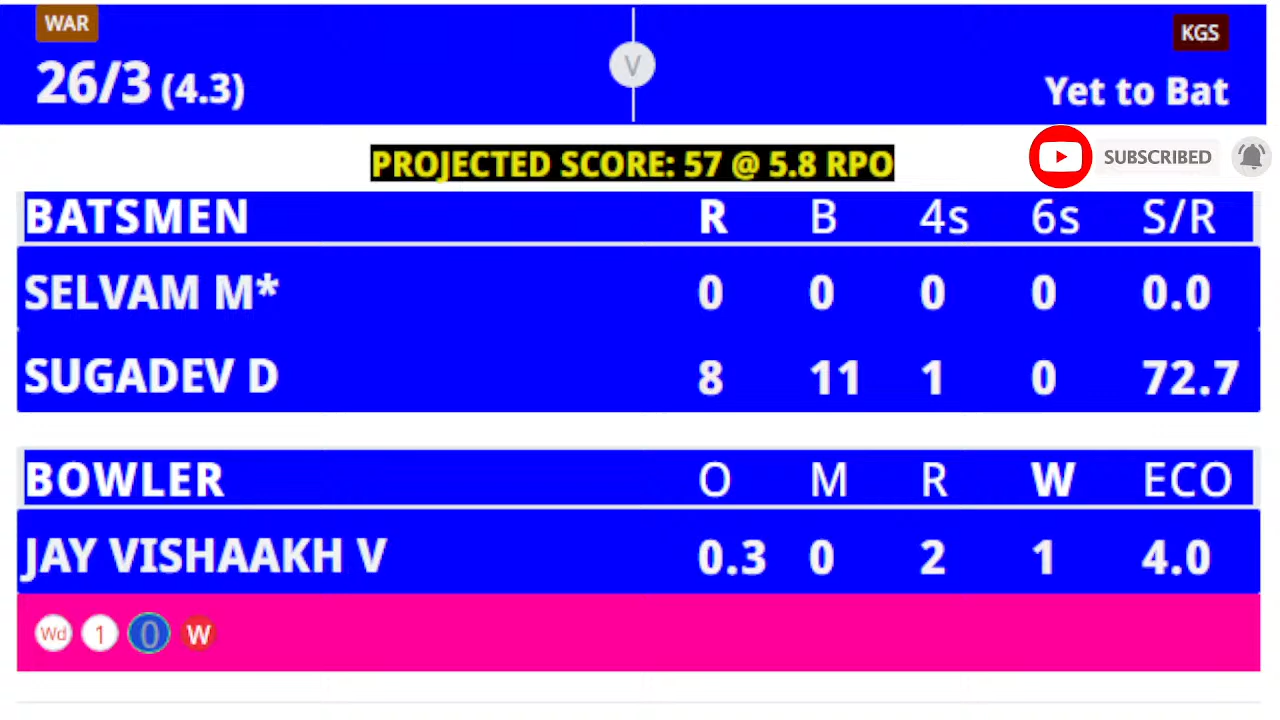 WAR
26/3 (4.3)
V
KGS
Yet to Bat
PROJECTED SCORE: 57 @ 5.8 RPO
SUBSCRIBED
BATSMEN R B 4s 6s S/R
SELVAM M* 0 0 0 0 0.0
SUGADEV D 8 11 1 0 72.7
BOWLER O M R W ECO
JAY VISHAAKH V 0.3 0 2 1 4.0
Wd 1 0 W